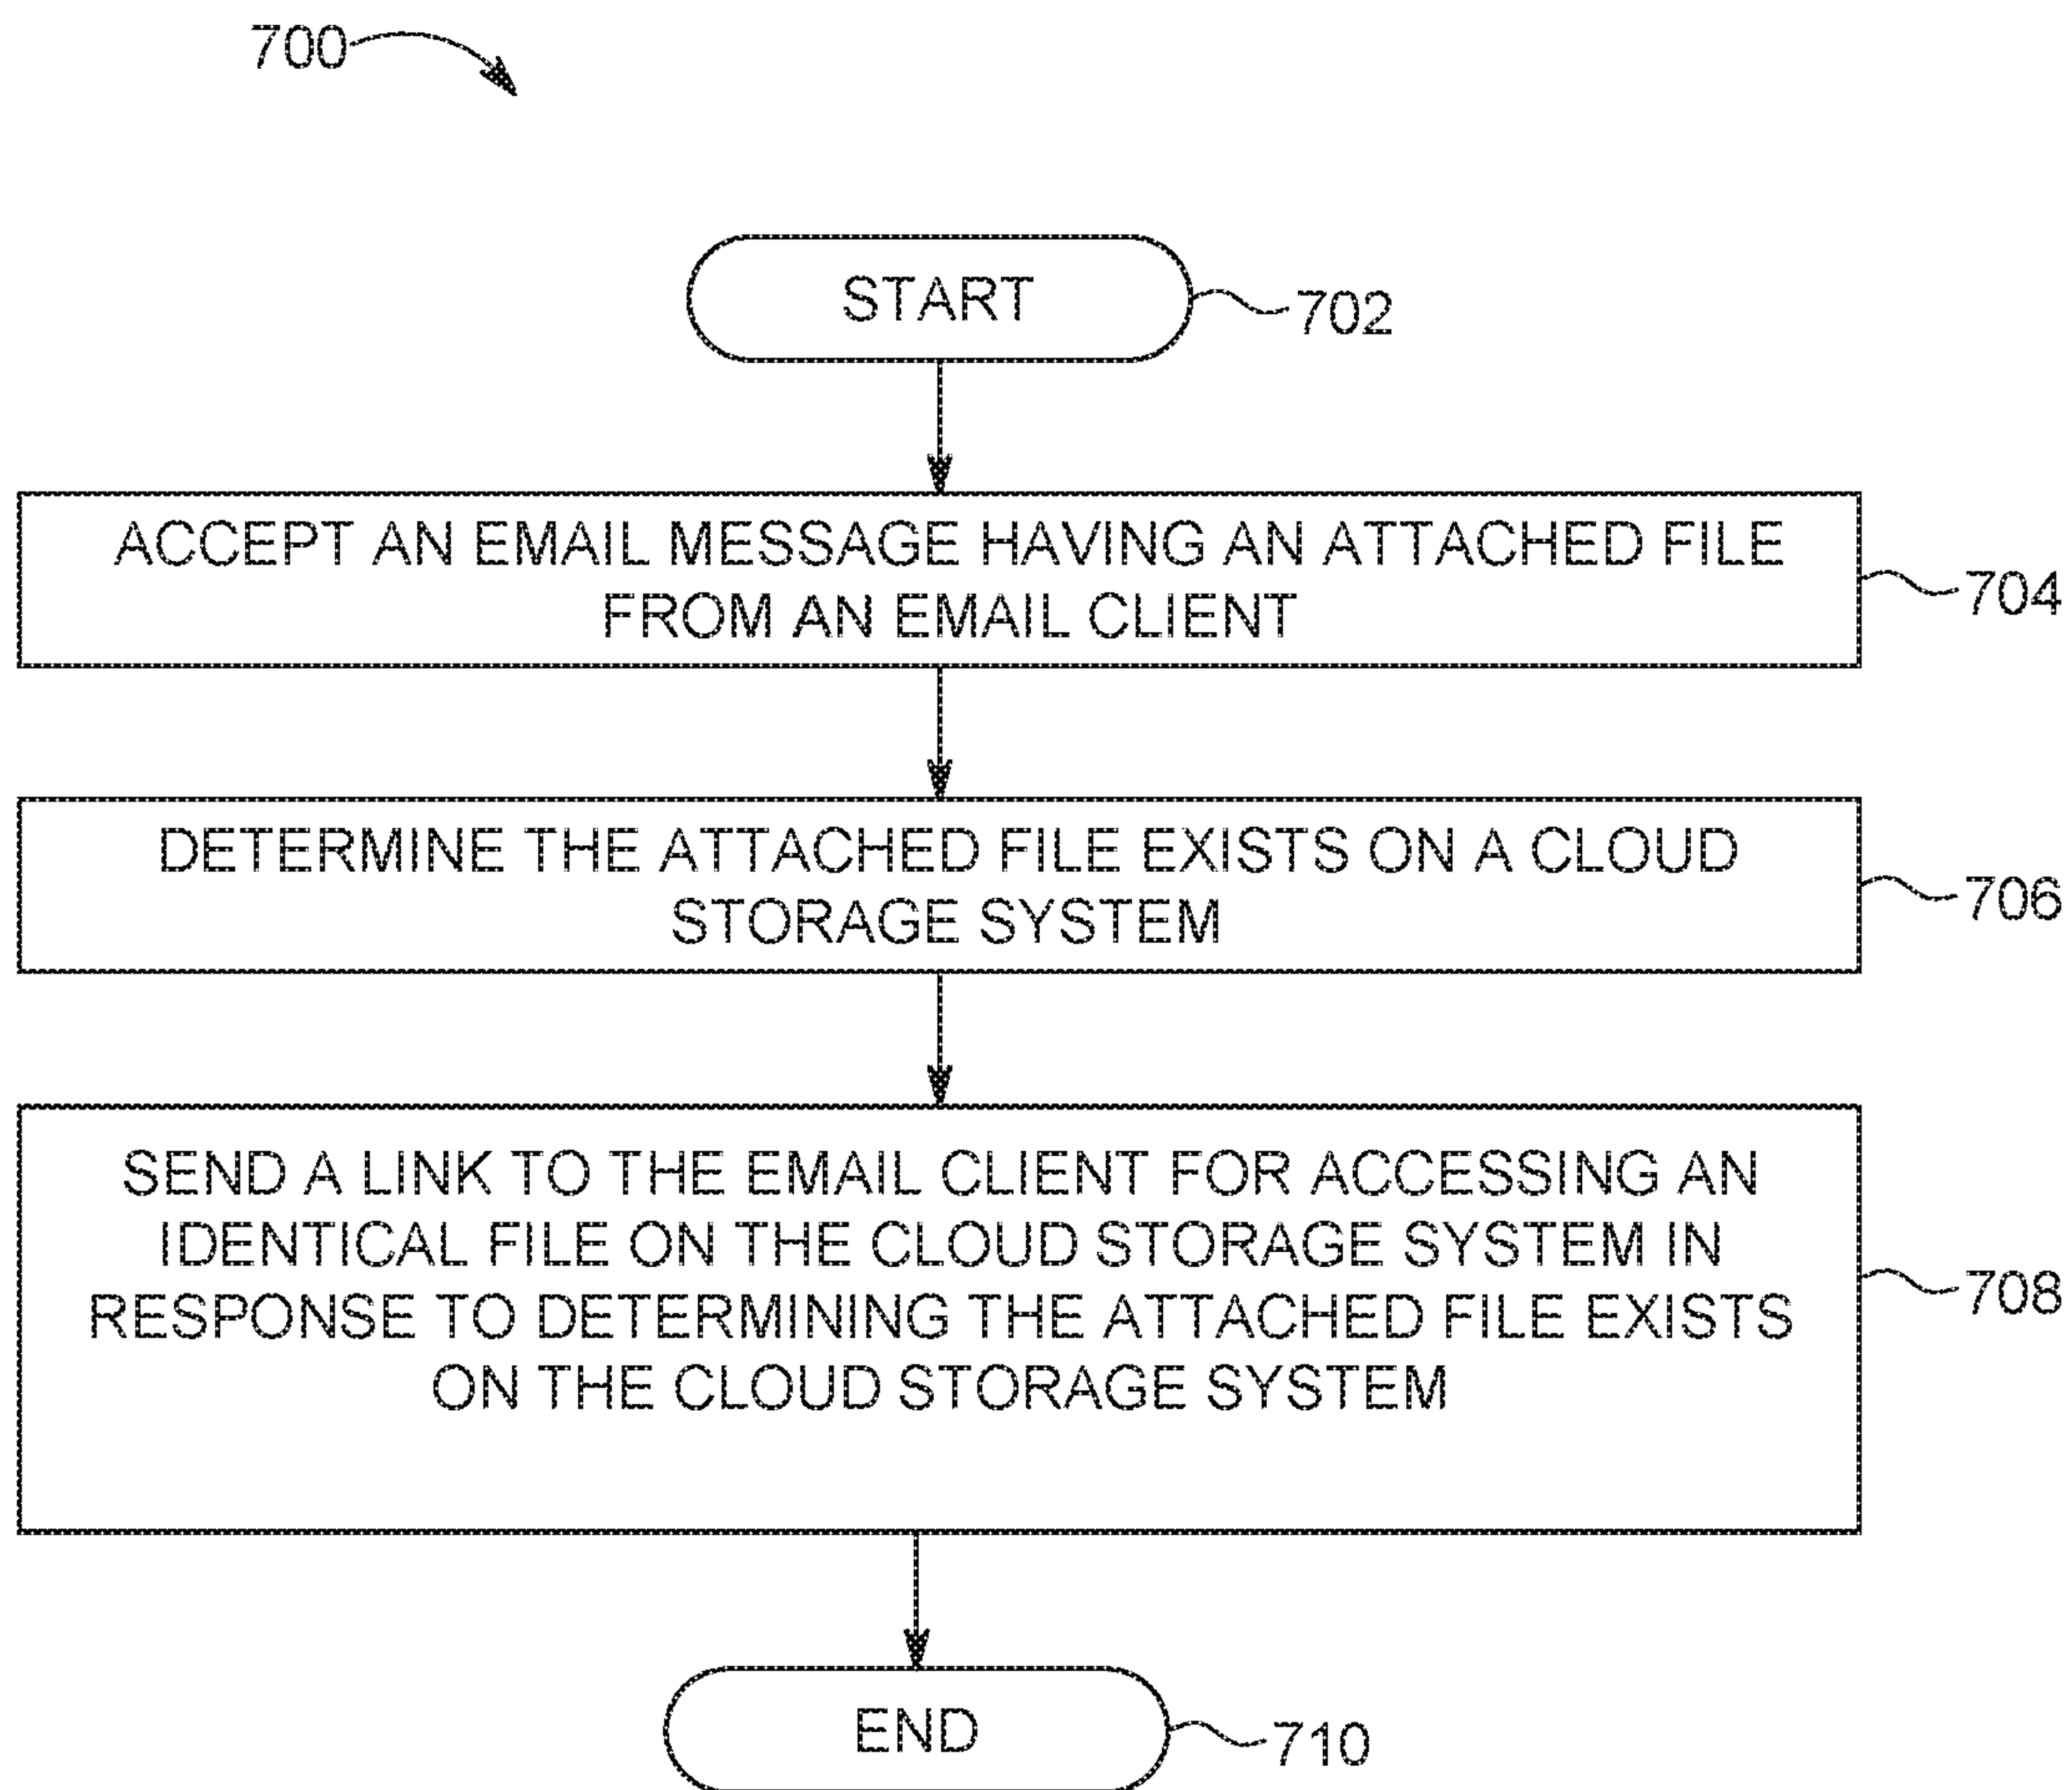 700
START
702
ACCEPT AN EMAIL MESSAGE HAVING AN ATTACHED FILE
FROM AN EMAIL CLIENT
704
DETERMINE THE ATTACHED FILE EXISTS ON A CLOUD
STORAGE SYSTEM
706
SEND A LINK TO THE EMAIL CLIENT FOR ACCESSING AN
IDENTICAL FILE ON THE CLOUD STORAGE SYSTEM IN
RESPONSE TO DETERMINING THE ATTACHED FILE EXISTS
ON THE CLOUD STORAGE SYSTEM
708
END
710